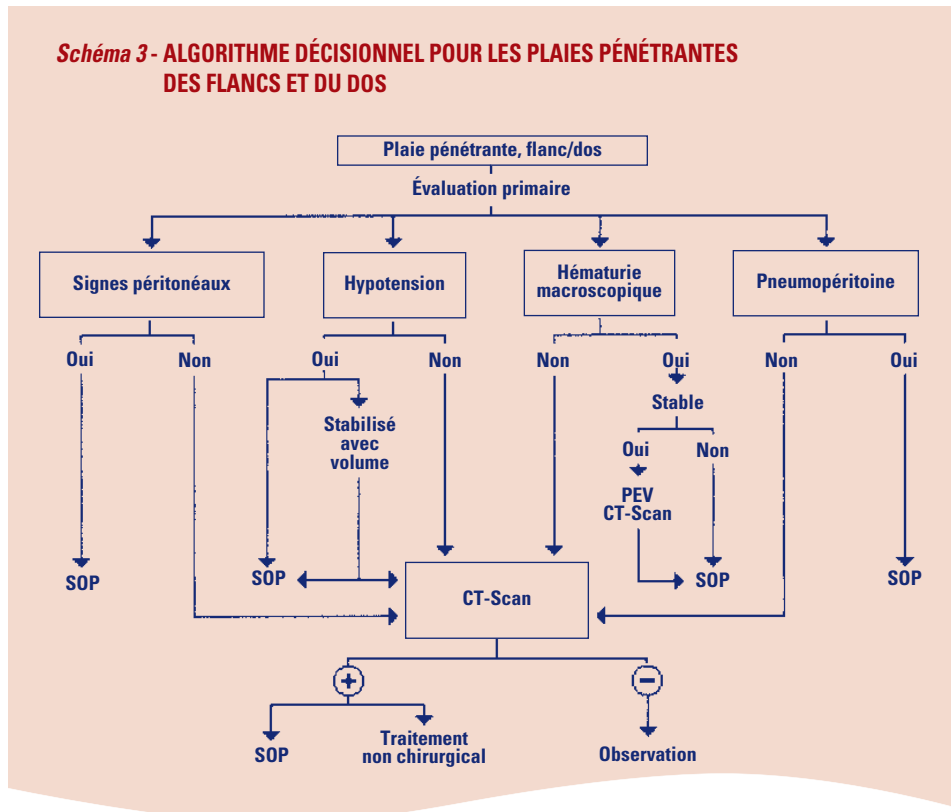 Schéma 3 - ALGORITHME DÉCISIONNEL POUR LES PLAIES PÉNÉTRANTES
DES FLANCS ET DU DOS
Plaie pénétrante, flanc/dos
Évaluation primaire
Signes péritonéaux
Hypotension
Hématurie
macroscopique
Pneumopéritoine
Oui Non Oui Non Non Oui Non Oui
Stabilisé
avec
volume
Stable
Oui Non
PEV
CT-Scan
SOP SOP SOP SOP
CT-Scan
+ −
SOP
Traitement
non chirurgical
Observation